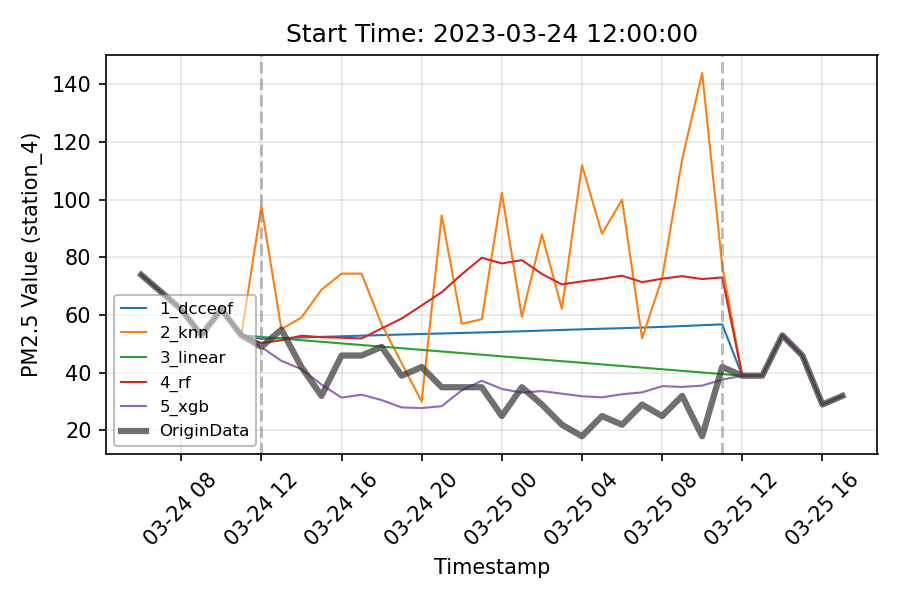 Start Time: 2023-03-24 12:00:00
PM2.5 Value (station_4)
140
120
100
80
60
40
20
1_dcceof
2_knn
3_linear
4_rf
5_xgb
OriginData
03-24 08
03-24 12
03-24 16
03-24 20
03-25 00
03-25 04
03-25 08
03-25 12
03-25 16
Timestamp